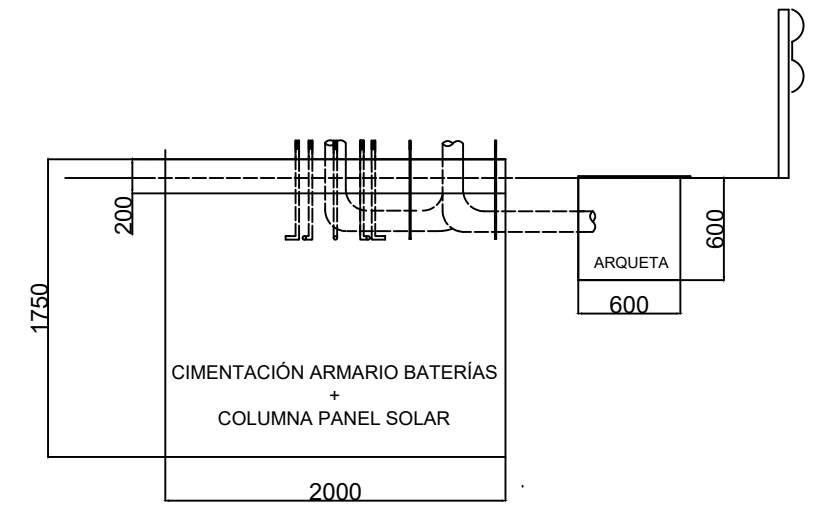 200
1750
600
ARQUETA
600
CIMENTACIÓN ARMARIO BATERÍAS
+
COLUMNA PANEL SOLAR
2000